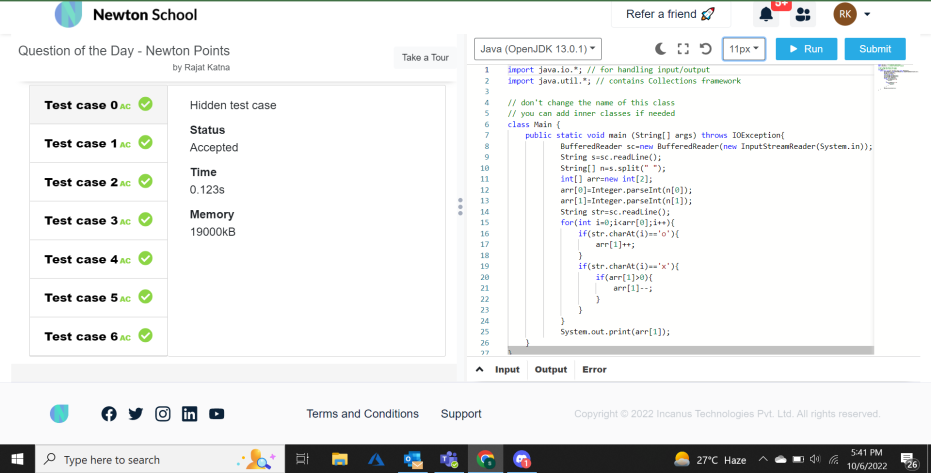 Newton School
Refer a friend 🚀
5+
RK
Question of the Day - Newton Points
by Rajat Katna
Take a Tour
Test case 0 AC
Test case 1 AC
Test case 2 AC
Test case 3 AC
Test case 4 AC
Test case 5 AC
Test case 6 AC
Hidden test case
Status
Accepted
Time
0.123s
Memory
19000kB
Java (OpenJDK 13.0.1)
11px
Run
Submit
1 import java.io.*; // for handling input/output
2 import java.util.*; // contains Collections framework
3
4 // don't change the name of this class
5 // you can add inner classes if needed
6 class Main {
7 public static void main (String[] args) throws IOException{
8 BufferedReader sc=new BufferedReader(new InputStreamReader(System.in));
9 String s=sc.readLine();
10 String[] n=s.split(" ");
11 int[] arr=new int[2];
12 arr[0]=Integer.parseInt(n[0]);
13 arr[1]=Integer.parseInt(n[1]);
14 String str=sc.readLine();
15 for(int i=0;i<arr[0];i++){
16 if(str.charAt(i)=='o'){
17 arr[1]++;
18 }
19 if(str.charAt(i)=='x'){
20 if(arr[1]>0){
21 arr[1]--;
22 }
23 }
24 }
25 System.out.print(arr[1]);
26 }
27 }
Input
Output
Error
Terms and Conditions
Support
Copyright © 2022 Incanus Technologies Pvt. Ltd. All rights reserved.
Type here to search
27°C Haze
5:41 PM
10/6/2022
26